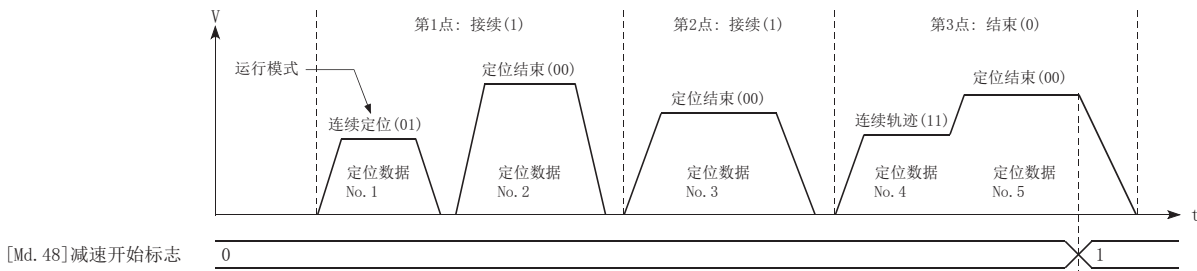 V
第1点: 接续(1)
第2点: 接续(1)
第3点: 结束(0)
运行模式
定位结束(00)
定位结束(00)
定位结束(00)
连续定位(01)
连续轨迹(11)
定位数据
No.1
定位数据
No.2
定位数据
No.3
定位数据
No.4
定位数据
No.5
t
[Md.48]减速开始标志
0
1